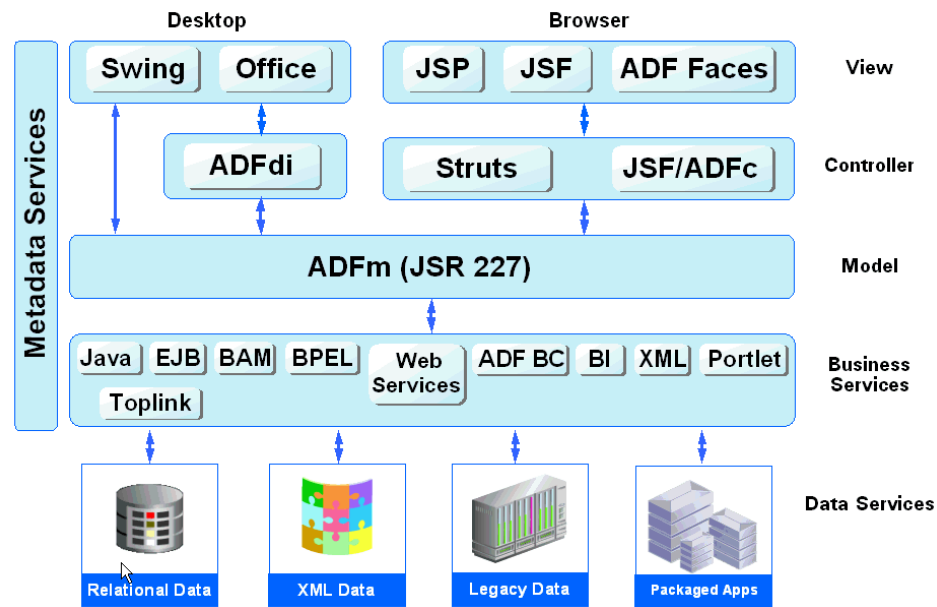 Desktop
Browser
Metadata Services
Swing
Office
JSP
JSF
ADF Faces
View
ADFdi
Struts
JSF/ADFc
Controller
ADFm (JSR 227)
Model
Java
EJB
BAM
BPEL
Web
Services
ADF BC
BI
XML
Portlet
Toplink
Business
Services
Data Services
Relational Data
XML Data
Legacy Data
Packaged Apps